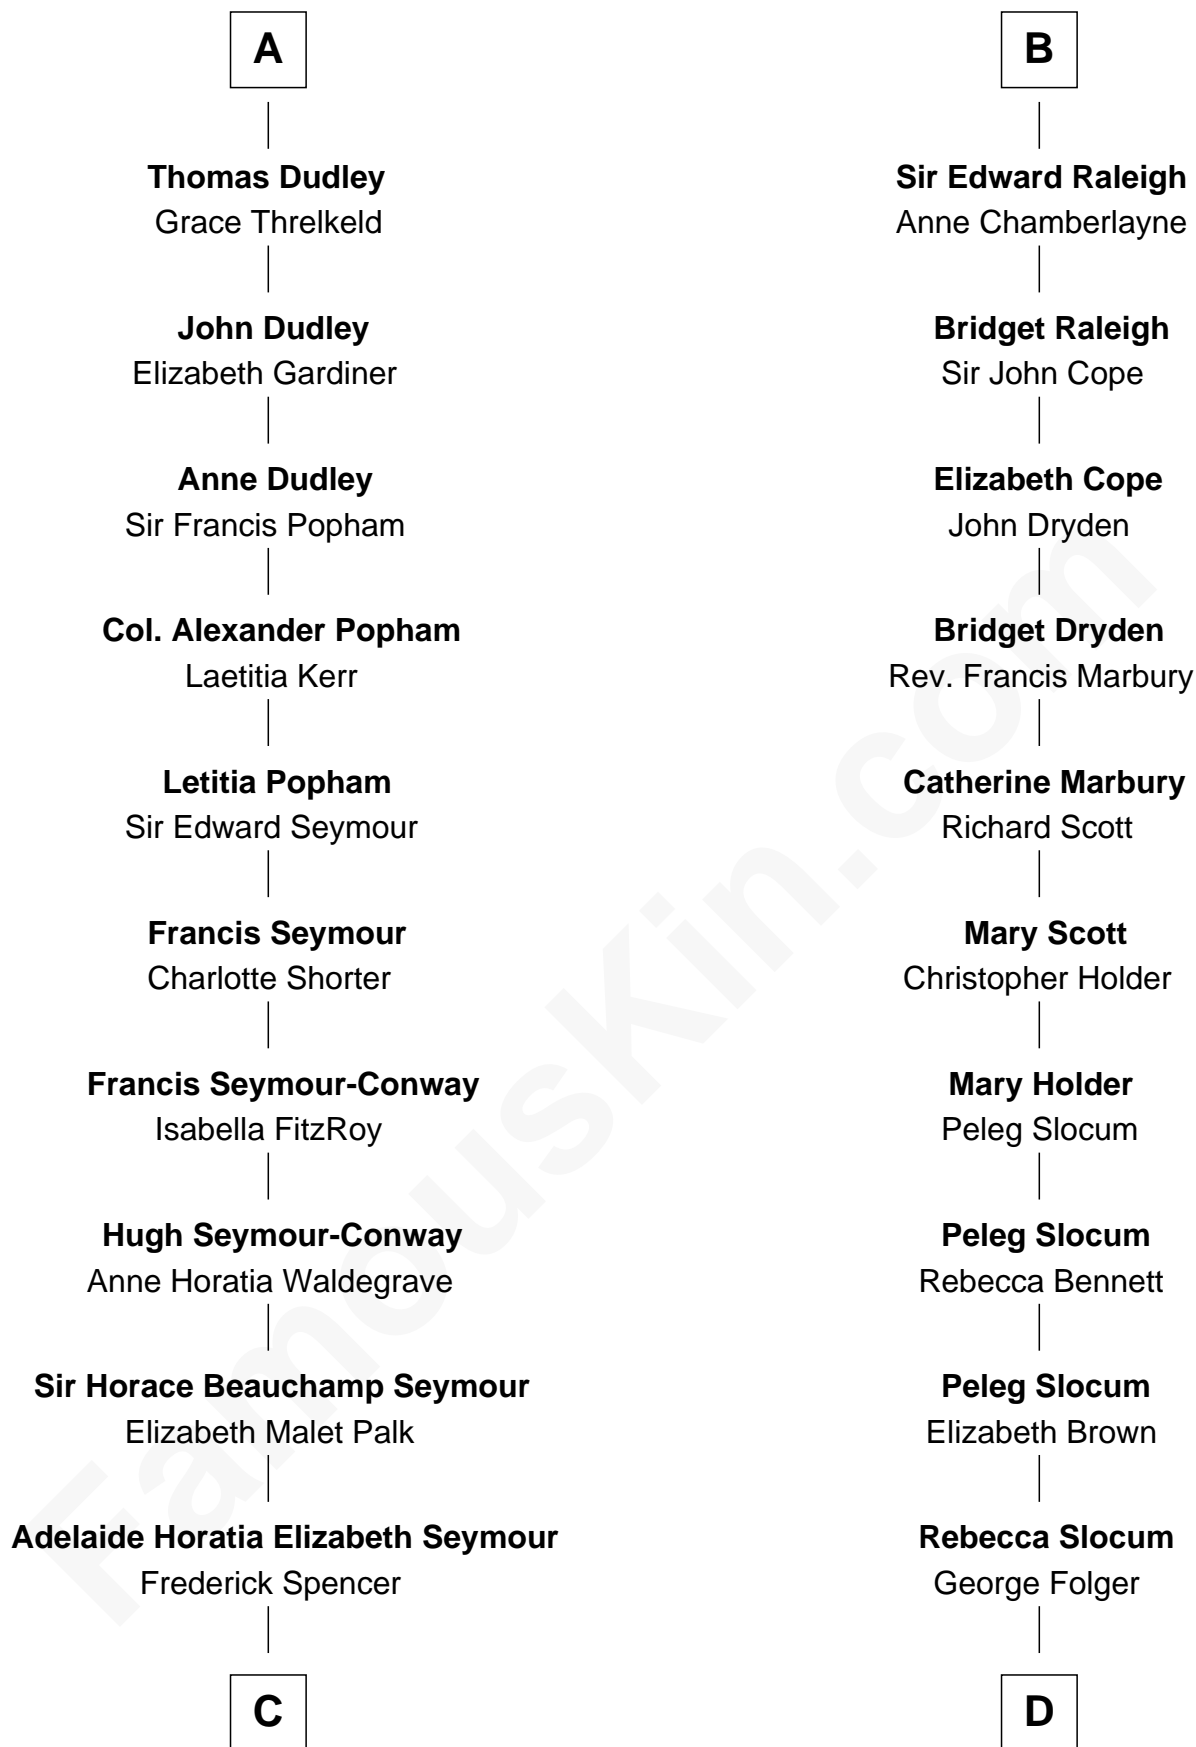 A
Thomas Dudley
Grace Threlkeld
John Dudley
Elizabeth Gardiner
Anne Dudley
Sir Francis Popham
Col. Alexander Popham
Laetitia Kerr
Letitia Popham
Sir Edward Seymour
Francis Seymour
Charlotte Shorter
Francis Seymour-Conway
Isabella FitzRoy
Hugh Seymour-Conway
Anne Horatia Waldegrave
Sir Horace Beauchamp Seymour
Elizabeth Malet Palk
Adelaide Horatia Elizabeth Seymour
Frederick Spencer
C
B
Sir Edward Raleigh
Anne Chamberlayne
Bridget Raleigh
Sir John Cope
Elizabeth Cope
John Dryden
Bridget Dryden
Rev. Francis Marbury
Catherine Marbury
Richard Scott
Mary Scott
Christopher Holder
Mary Holder
Peleg Slocum
Peleg Slocum
Rebecca Bennett
Peleg Slocum
Elizabeth Brown
Rebecca Slocum
George Folger
D
FamousKin.com